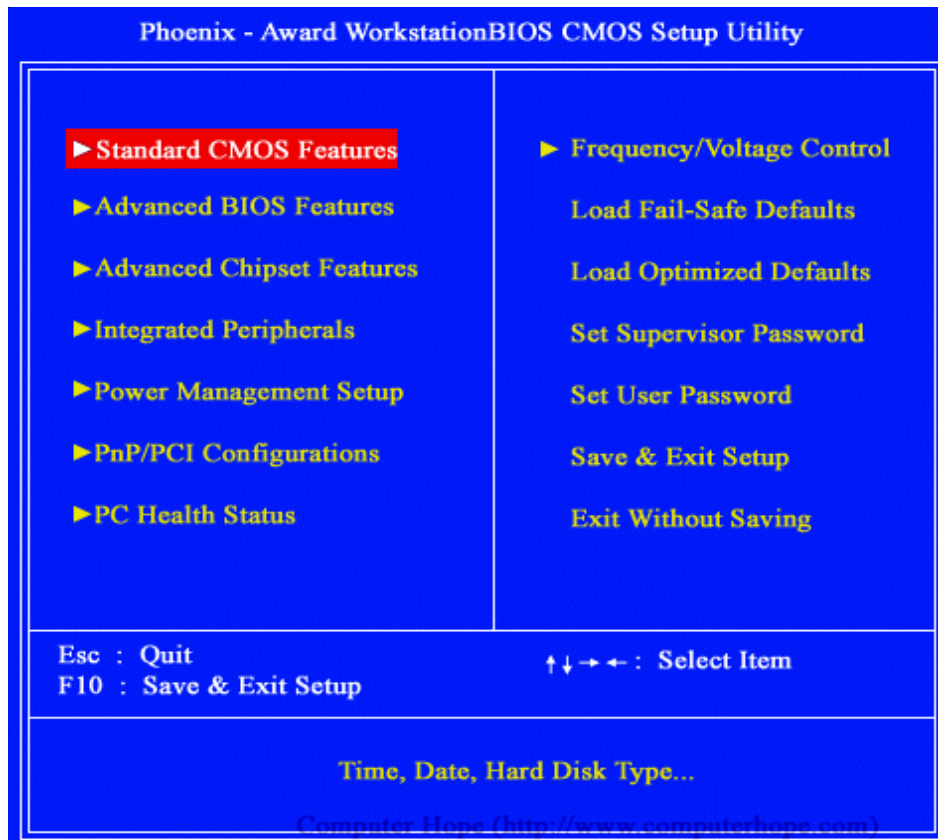 Phoenix - Award WorkstationBIOS CMOS Setup Utility
►Standard CMOS Features
►Advanced BIOS Features
►Advanced Chipset Features
►Integrated Peripherals
►Power Management Setup
►PnP/PCI Configurations
►PC Health Status
► Frequency/Voltage Control
Load Fail-Safe Defaults
Load Optimized Defaults
Set Supervisor Password
Set User Password
Save & Exit Setup
Exit Without Saving
Esc : Quit
F10 : Save & Exit Setup
↑↓→← : Select Item
Time, Date, Hard Disk Type...
Computer Hope (http://www.computerhope.com)